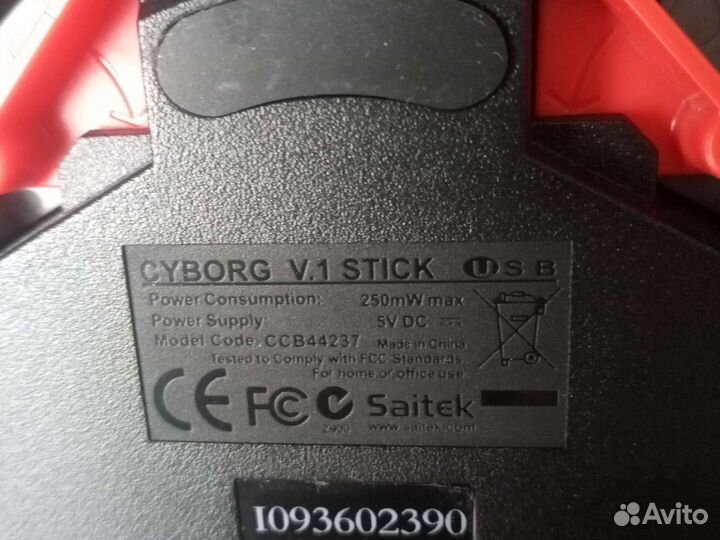 CYBORG V.1 STICK USB
Power Consumption: 250mW max
Power Supply: 5V DC
Model Code: CCB44237 Made in China
Tested to Comply with FCC Standards.
For home or office use
CE FC Saitek
www.saitek.com
I093602390
Avito